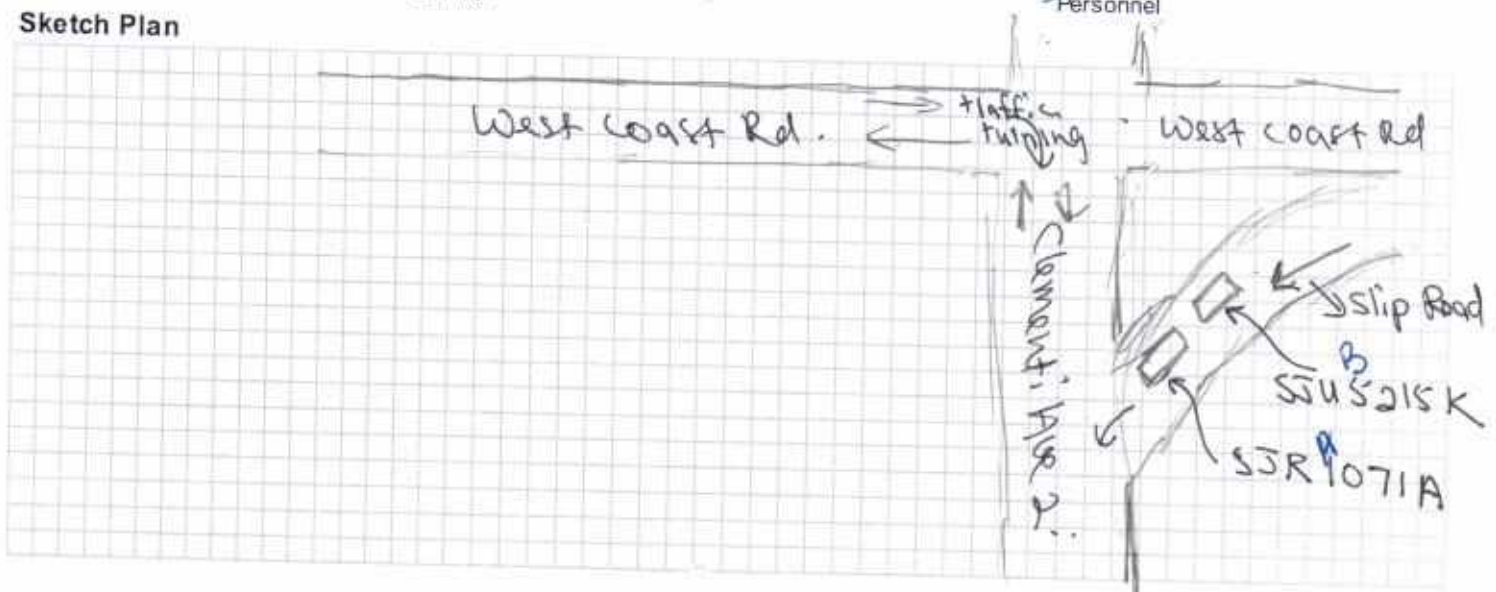 Personnel
Sketch Plan
West Coast Rd.
traffic
turning
West Coast Rd
Clementi Ave 2
Slip Road
B
SJU5215K
A
SJR1071A